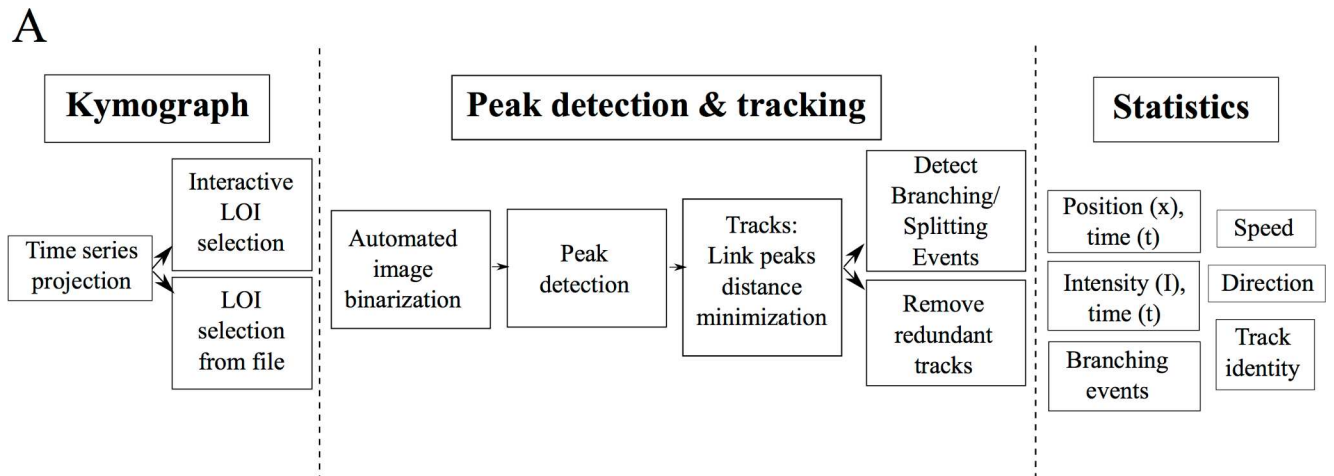 A
Kymograph
Peak detection & tracking
Statistics
Time series
projection
Interactive
LOI
selection
LOI
selection
from file
Automated
image
binarization
Peak
detection
Tracks:
Link peaks
distance
minimization
Detect
Branching/
Splitting
Events
Remove
redundant
tracks
Position (x),
time (t)
Intensity (I),
time (t)
Branching
events
Speed
Direction
Track
identity